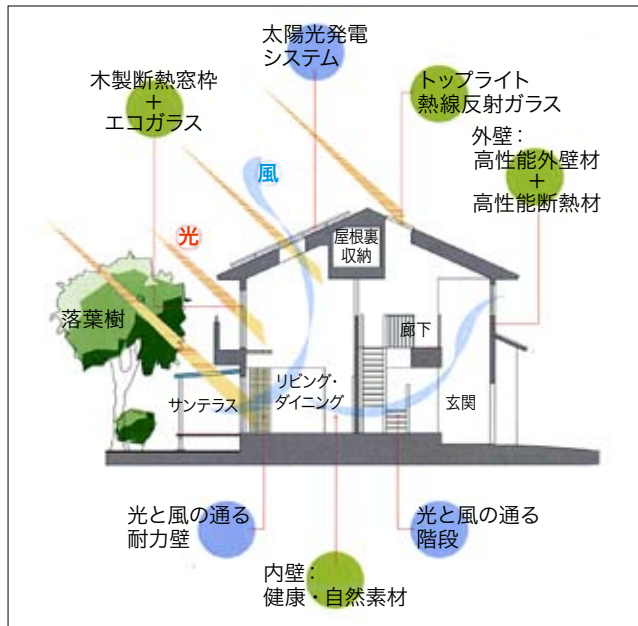 太陽光発電
システム
木製断熱窓枠
＋
エコガラス
トップライト
熱線反射ガラス
外壁：
高性能外壁材
＋
高性能断熱材
風
光
屋根裏
収納
落葉樹
廊下
サンテラス
リビング・
ダイニング
玄関
光と風の通る
耐力壁
光と風の通る
階段
内壁：
健康・自然素材